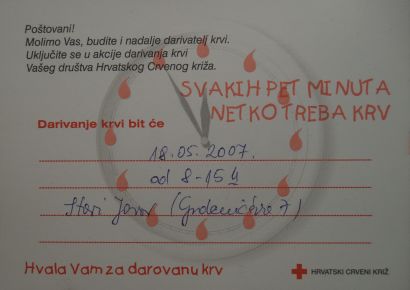 Poštovani!
Molimo Vas, budite i nadalje darivatelj krvi.
Uključite se u akcije darivanja krvi
Vašeg društva Hrvatskog Crvenog križa.
SVAKIH PET MINUTA
NETKO TREBA KRV
Darivanje krvi bit će
18.05.2007.
od 8-15 h
Stari Jaror (Grdenićeva 7)
Hvala Vam za darovanu krv
HRVATSKI CRVENI KRIŽ